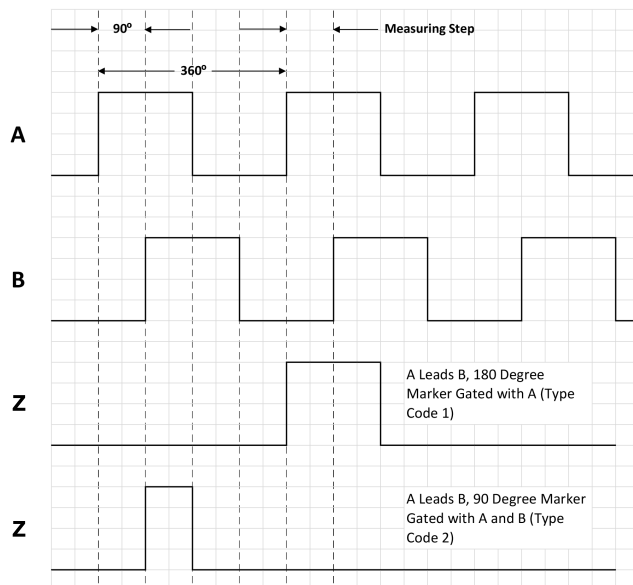 90º
Measuring Step
360º
A
B
Z
A Leads B, 180 Degree
Marker Gated with A (Type
Code 1)
Z
A Leads B, 90 Degree Marker
Gated with A and B (Type
Code 2)